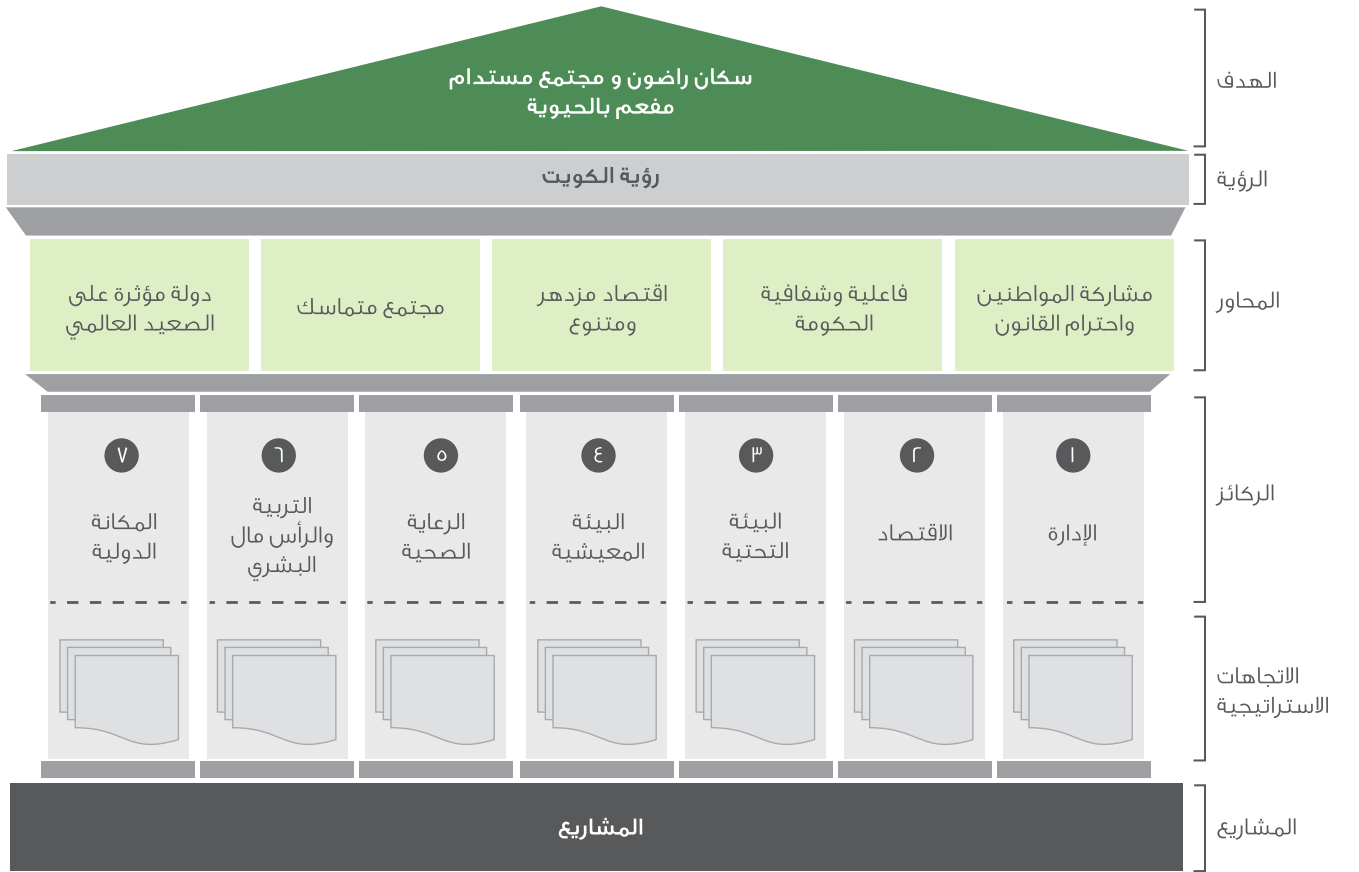 الهدف
سكان راضون و مجتمع مستدام
مفعم بالحيوية
الرؤية
رؤية الكويت
المحاور
مشاركة المواطنين
واحترام القانون
فاعلية وشفافية
الحكومة
اقتصاد مزدهر
ومتنوع
مجتمع متماسك
دولة مؤثرة على
الصعيد العالمي
الركائز
١
الإدارة
٢
الاقتصاد
٣
البيئة
التحتية
٤
البيئة
المعيشية
٥
الرعاية
الصحية
٦
التربية
والرأس مال
البشري
٧
المكانة
الدولية
الاتجاهات
الاستراتيجية
المشاريع
المشاريع